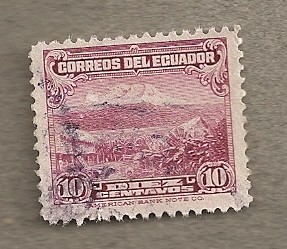 CORREOS DEL ECUADOR
10 DIEZ 10
CENTAVOS
AMERICAN BANK NOTE CO.